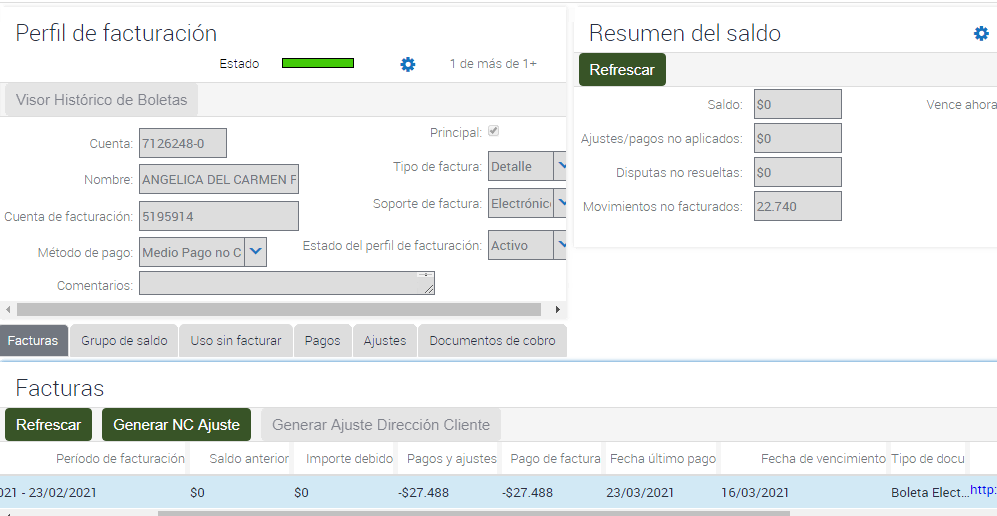 Perfil de facturación
Estado
1 de más de 1+
Visor Histórico de Boletas
Cuenta: 7126248-0
Principal:
Nombre: ANGELICA DEL CARMEN F
Tipo de factura: Detalle
Cuenta de facturación: 5195914
Soporte de factura: Electrónic
Método de pago: Medio Pago no C
Estado del perfil de facturación: Activo
Comentarios:
Resumen del saldo
Refrescar
Saldo: $0 Vence ahora
Ajustes/pagos no aplicados: $0
Disputas no resueltas: $0
Movimientos no facturados: 22.740
Facturas Grupo de saldo Uso sin facturar Pagos Ajustes Documentos de cobro
Facturas
Refrescar Generar NC Ajuste Generar Ajuste Dirección Cliente
Período de facturación Saldo anterior Importe debido Pagos y ajustes Pago de factura Fecha último pago Fecha de vencimiento Tipo de docu
021 - 23/02/2021 $0 $0 -$27.488 -$27.488 23/03/2021 16/03/2021 Boleta Elect... http: